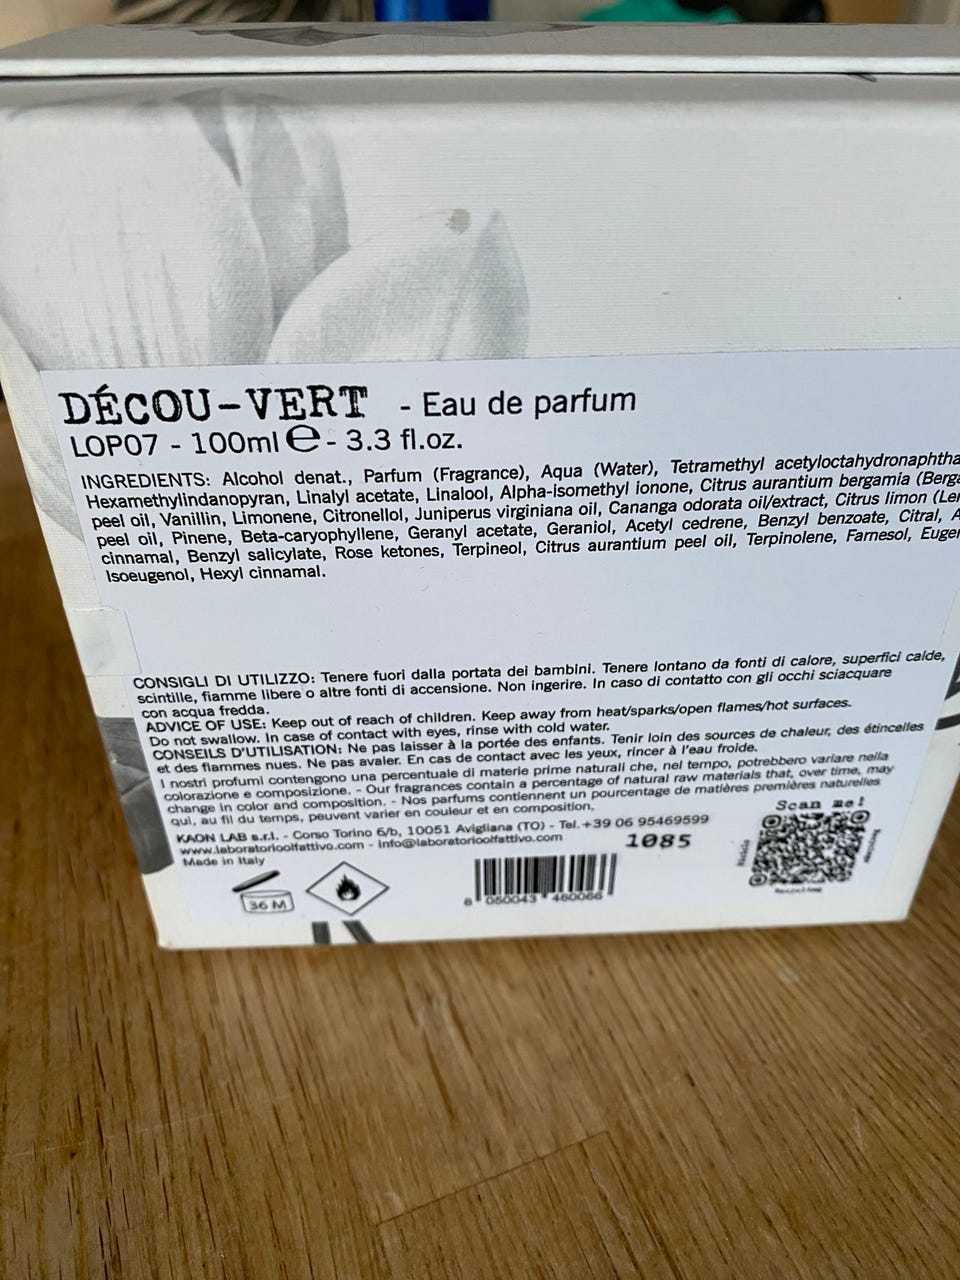 DÉCOU-VERT - Eau de parfum
LOP07 - 100ml e - 3.3 fl.oz.
INGREDIENTS: Alcohol denat., Parfum (Fragrance), Aqua (Water), Tetramethyl
Hexamethylindanopyran, Linalyl acetate, Linalool, Alpha-isomethyl ionone, Citrus aurantium bergamia
peel oil, Vanillin, Limonene, Citronellol, Juniperus virginiana oil, Cananga odorata oil/extract, Citrus limon
peel oil, Pinene, Beta-caryophyllene, Geranyl acetate, Geraniol, Acetyl cedrene, Benzyl benzoate, Citral,
cinnamal, Benzyl salicylate, Rose ketones, Terpineol, Citrus aurantium peel oil, Terpinolene, Farnesol,
Isoeugenol, Hexyl cinnamal.
CONSIGLI DI UTILIZZO: Tenere fuori dalla portata dei bambini. Tenere lontano da fonti di calore, superfici calde,
scintille, fiamme libere o altre fonti di accensione. Non ingerire. In caso di contatto con gli occhi sciacquare
con acqua fredda.
ADVICE OF USE: Keep out of reach of children. Keep away from heat/sparks/open flames/hot surfaces.
Do not swallow. In case of contact with eyes, rinse with cold water.
CONSEILS D'UTILISATION: Ne pas laisser à la portée des enfants. Tenir loin des sources de chaleur, des étincelles
et des flammes nues. Ne pas avaler. En cas de contact avec les yeux, rincer à l'eau froide.
I nostri profumi contengono una percentuale di materie prime naturali che, nel tempo, potrebbero variare nella
colorazione e composizione. - Our fragrances contain a percentage of natural raw materials that, over time, may
change in color and composition. - Nos parfums contiennent un pourcentage de matières premières naturelles
qui, au fil du temps, peuvent varier en couleur et en composition.
Scan me!
KAON LAB s.r.l. - Corso Torino 6/b, 10051 Avigliana (TO) - Tel.+39 06 95469599
www.laboratorioolfattivo.com - info@laboratorioolfattivo.com
1085
Made in Italy
36 M
8 050043 460066